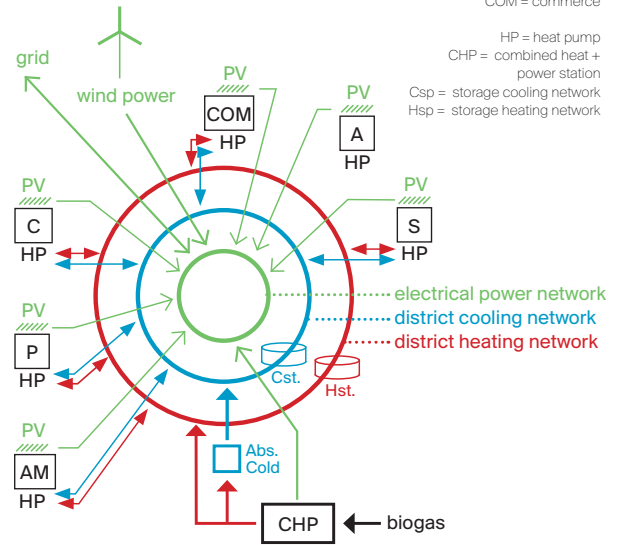 COM = commerce
HP = heat pump
CHP = combined heat +
power station
Csp = storage cooling network
Hsp = storage heating network
grid
wind power
PV
COM
HP
PV
A
HP
PV
C
HP
PV
S
HP
electrical power network
district cooling network
district heating network
PV
P
HP
Cst.
Hst.
PV
AM
HP
Abs.
Cold
CHP
biogas